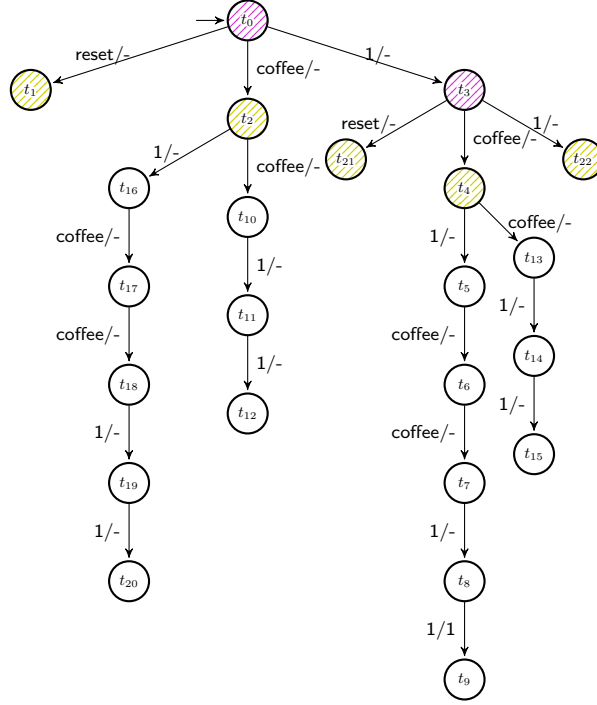 t0
reset/-
coffee/-
1/-
t1
t3
t2
reset/-
coffee/-
1/-
1/-
coffee/-
t21
t22
t16
t4
t10
coffee/-
1/-
1/-
coffee/-
t13
t17
t5
1/-
t11
coffee/-
coffee/-
1/-
t14
t18
t6
1/-
t12
1/-
coffee/-
t15
t19
t7
1/-
1/-
t20
t8
1/1
t9